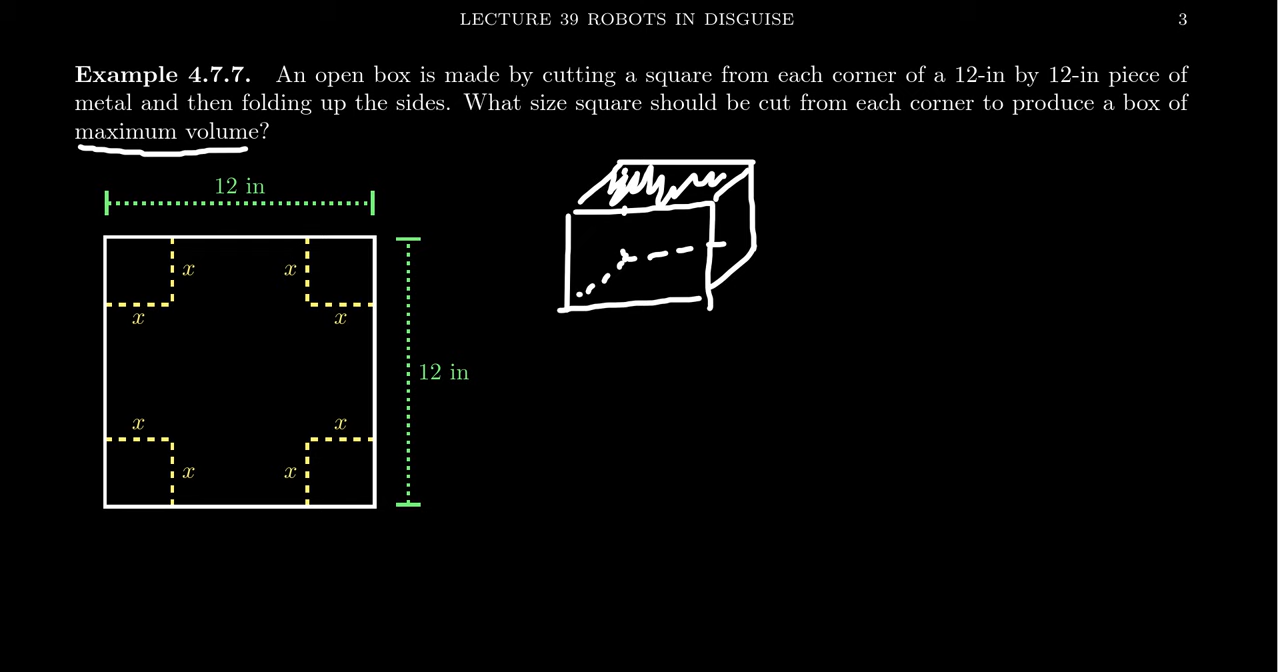 LECTURE 39 ROBOTS IN DISGUISE 3
Example 4.7.7. An open box is made by cutting a square from each corner of a 12-in by 12-in piece of
metal and then folding up the sides. What size square should be cut from each corner to produce a box of
maximum volume?
12 in
x x
x x
12 in
x x
x x